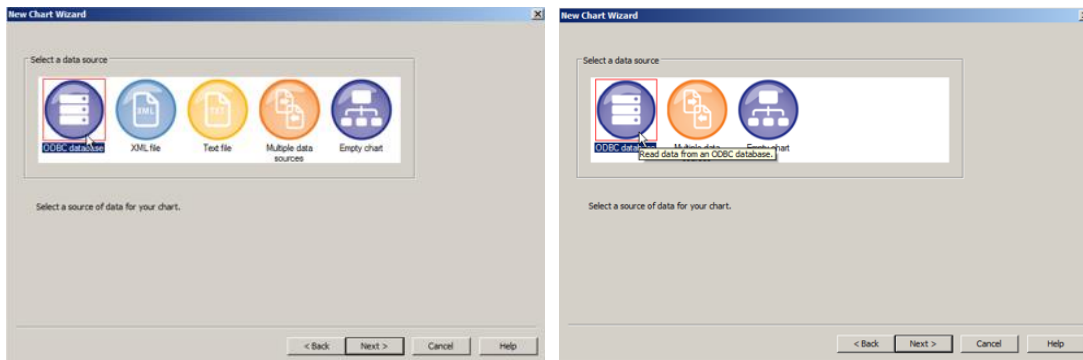 New Chart Wizard
Select a data source
XML
TXT
ODBC database
XML file
Text file
Multiple data
sources
Empty chart
Select a source of data for your chart.
< Back
Next >
Cancel
Help
New Chart Wizard
Select a data source
ODBC
Read data from an ODBC database.
Select a source of data for your chart.
< Back
Next >
Cancel
Help